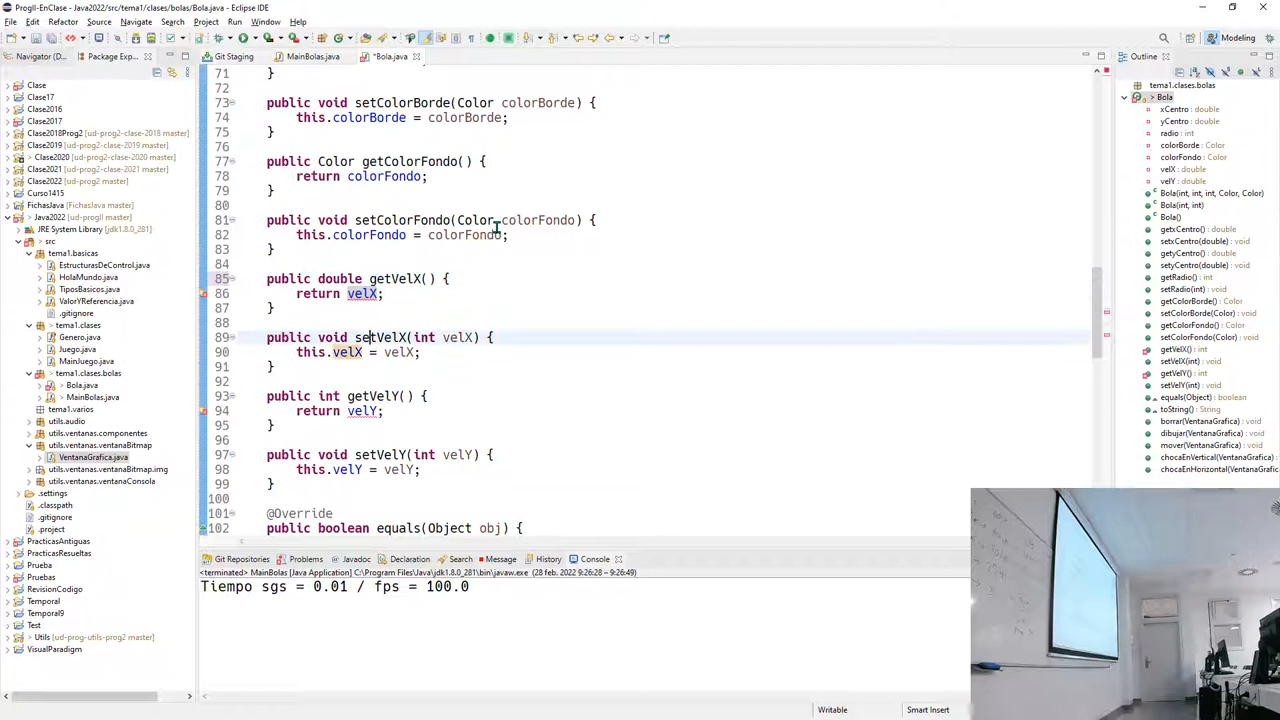 ProgII-EnClase - Java2022/src/tema1/clases/bolas/Bola.java - Eclipse IDE
File Edit Refactor Source Navigate Search Project Run Window Help
Modeling
Navigator (D...
Package Exp...
Clase
Clase17
Clase2016
Clase2017
Clase2018Prog2 [ud-prog2-clase-2018 master]
Clase2019 [ud-prog2-clase-2019 master]
> Clase2020 [ud-prog2-clase-2020 master]
Clase2021 [ud-prog2-clase-2021 master]
Clase2022 [ud-prog2 master]
Curso1415
FichasJava [FichasJava master]
Java2022 [ud-progII master]
JRE System Library [jdk1.8.0_281]
> src
> tema1.basicas
EstructurasDeControl.java
HolaMundo.java
TiposBasicos.java
ValorYReferencia.java
.gitignore
> tema1.clases
Genero.java
Juego.java
MainJuego.java
> tema1.clases.bolas
> Bola.java
> MainBolas.java
tema1.varios
utils.audio
utils.ventanas.componentes
utils.ventanas.ventanaBitmap
VentanaGrafica.java
utils.ventanas.ventanaBitmap.img
utils.ventanas.ventanaConsola
.settings
.classpath
.gitignore
.project
PracticasAntiguas
PracticasResueltas
Prueba
Pruebas
RevisionCodigo
Temporal
Temporal9
Test
> Utils [ud-prog-utils-prog2 master]
VisualParadigm
Git Staging
MainBolas.java
*Bola.java
71 }
72
73 public void setColorBorde(Color colorBorde) {
74 this.colorBorde = colorBorde;
75 }
76
77 public Color getColorFondo() {
78 return colorFondo;
79 }
80
81 public void setColorFondo(Color colorFondo) {
82 this.colorFondo = colorFondo;
83 }
84
85 public double getVelX() {
86 return velX;
87 }
88
89 public void setVelX(int velX) {
90 this.velX = velX;
91 }
92
93 public int getVelY() {
94 return velY;
95 }
96
97 public void setVelY(int velY) {
98 this.velY = velY;
99 }
100
101 @Override
102 public boolean equals(Object obj) {
Git Repositories Problems Javadoc Declaration Search Message History Console
<terminated> MainBolas [Java Application] C:\Program Files\Java\jdk1.8.0_281\bin\javaw.exe (28 feb. 2022 9:26:28 – 9:26:49)
Tiempo sgs = 0.01 / fps = 100.0
Outline
tema1.clases.bolas
> Bola
xCentro : double
yCentro : double
radio : int
colorBorde : Color
colorFondo : Color
velX : double
velY : double
Bola(int, int, int, Color, Color)
Bola(int, int)
Bola()
getxCentro() : double
setxCentro(double) : void
getyCentro() : double
setyCentro(double) : void
getRadio() : int
setRadio(int) : void
getColorBorde() : Color
setColorBorde(Color) : void
getColorFondo() : Color
setColorFondo(Color) : void
getVelX() : int
setVelX(int) : void
getVelY() : int
setVelY(int) : void
equals(Object) : boolean
toString() : String
borrar(VentanaGrafica) : void
dibujar(VentanaGrafica) : void
mover(VentanaGrafica) : void
chocaEnVertical(VentanaGrafica)
chocaEnHorizontal(VentanaGrafic
Writable
Smart Insert